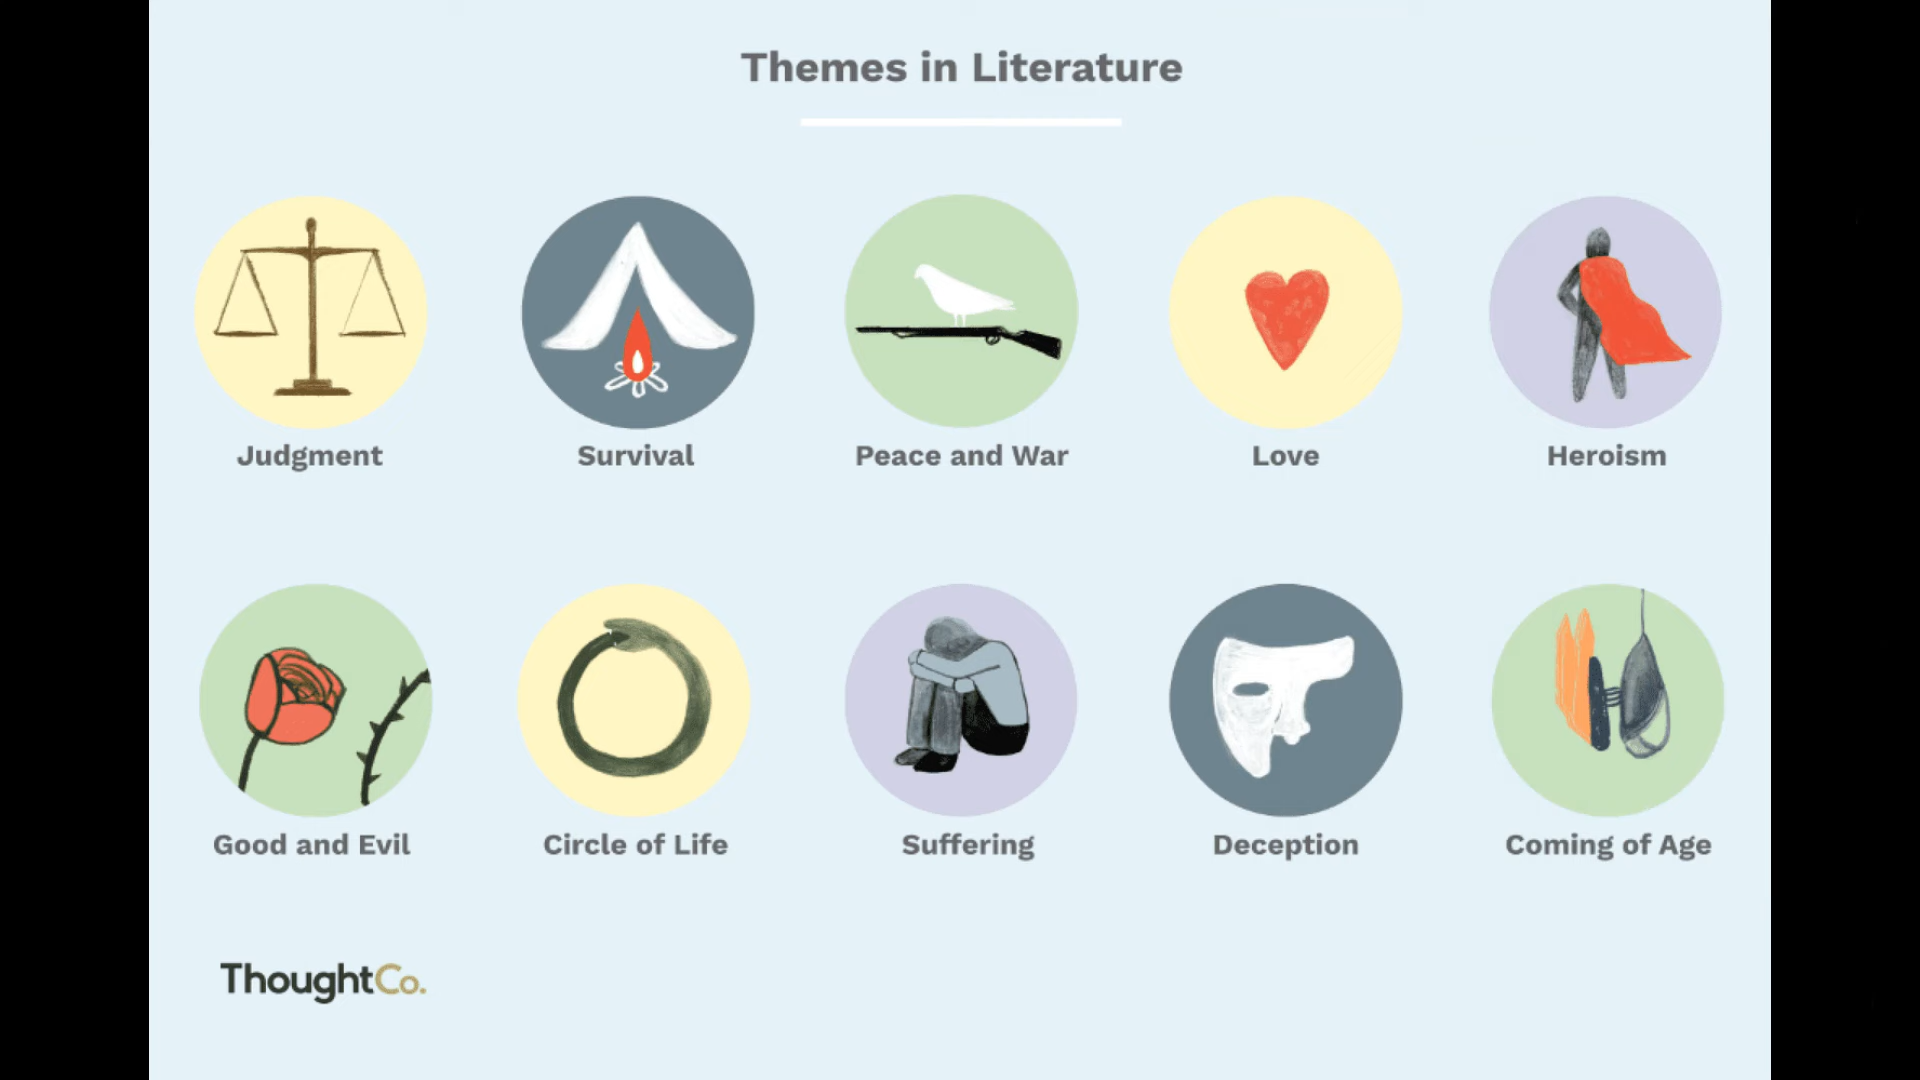 Themes in Literature
Judgment
Survival
Peace and War
Love
Heroism
Good and Evil
Circle of Life
Suffering
Deception
Coming of Age
ThoughtCo.